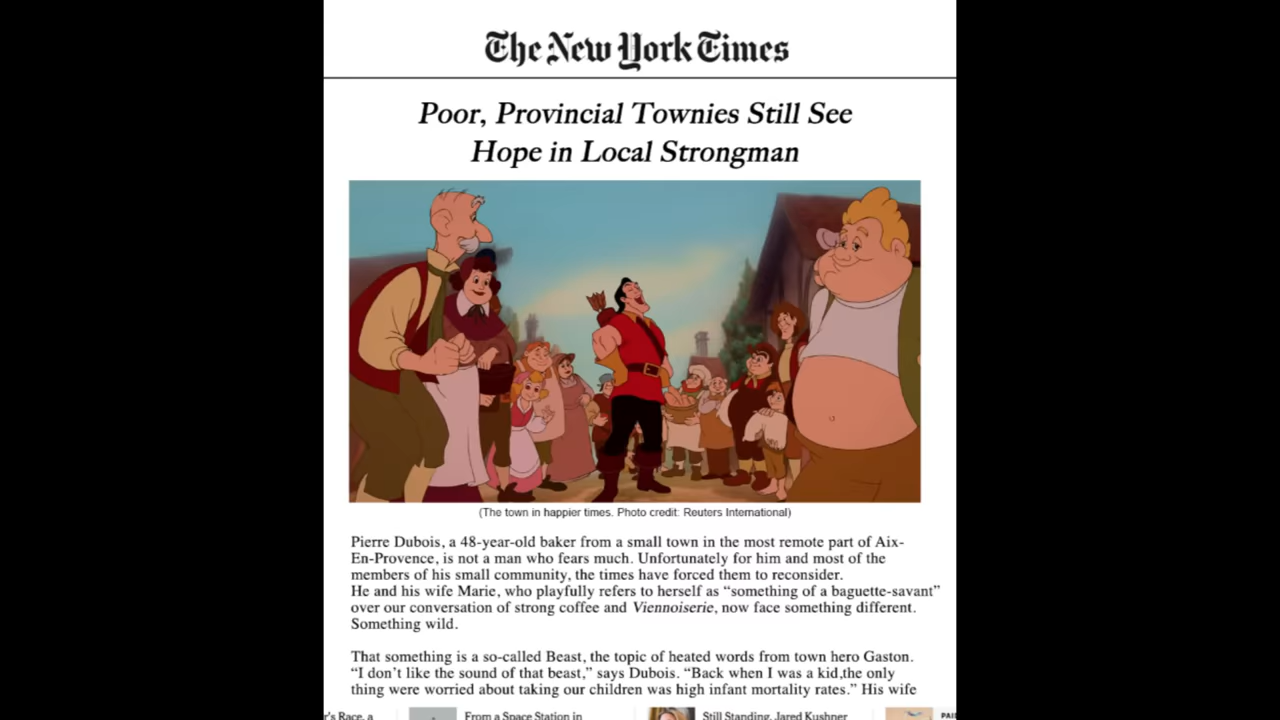 The New York Times
Poor, Provincial Townies Still See
Hope in Local Strongman
(The town in happier times. Photo credit: Reuters International)
Pierre Dubois, a 48-year-old baker from a small town in the most remote part of Aix-
En-Provence, is not a man who fears much. Unfortunately for him and most of the
members of his small community, the times have forced them to reconsider.
He and his wife Marie, who playfully refers to herself as “something of a baguette-savant”
over our conversation of strong coffee and Viennoiserie, now face something different.
Something wild.
That something is a so-called Beast, the topic of heated words from town hero Gaston.
“I don’t like the sound of that beast,” says Dubois. “Back when I was a kid,the only
thing were worried about taking our children was high infant mortality rates.” His wife
r's Race, a
From a Space Station in
Still Standing, Jared Kushner
PAI